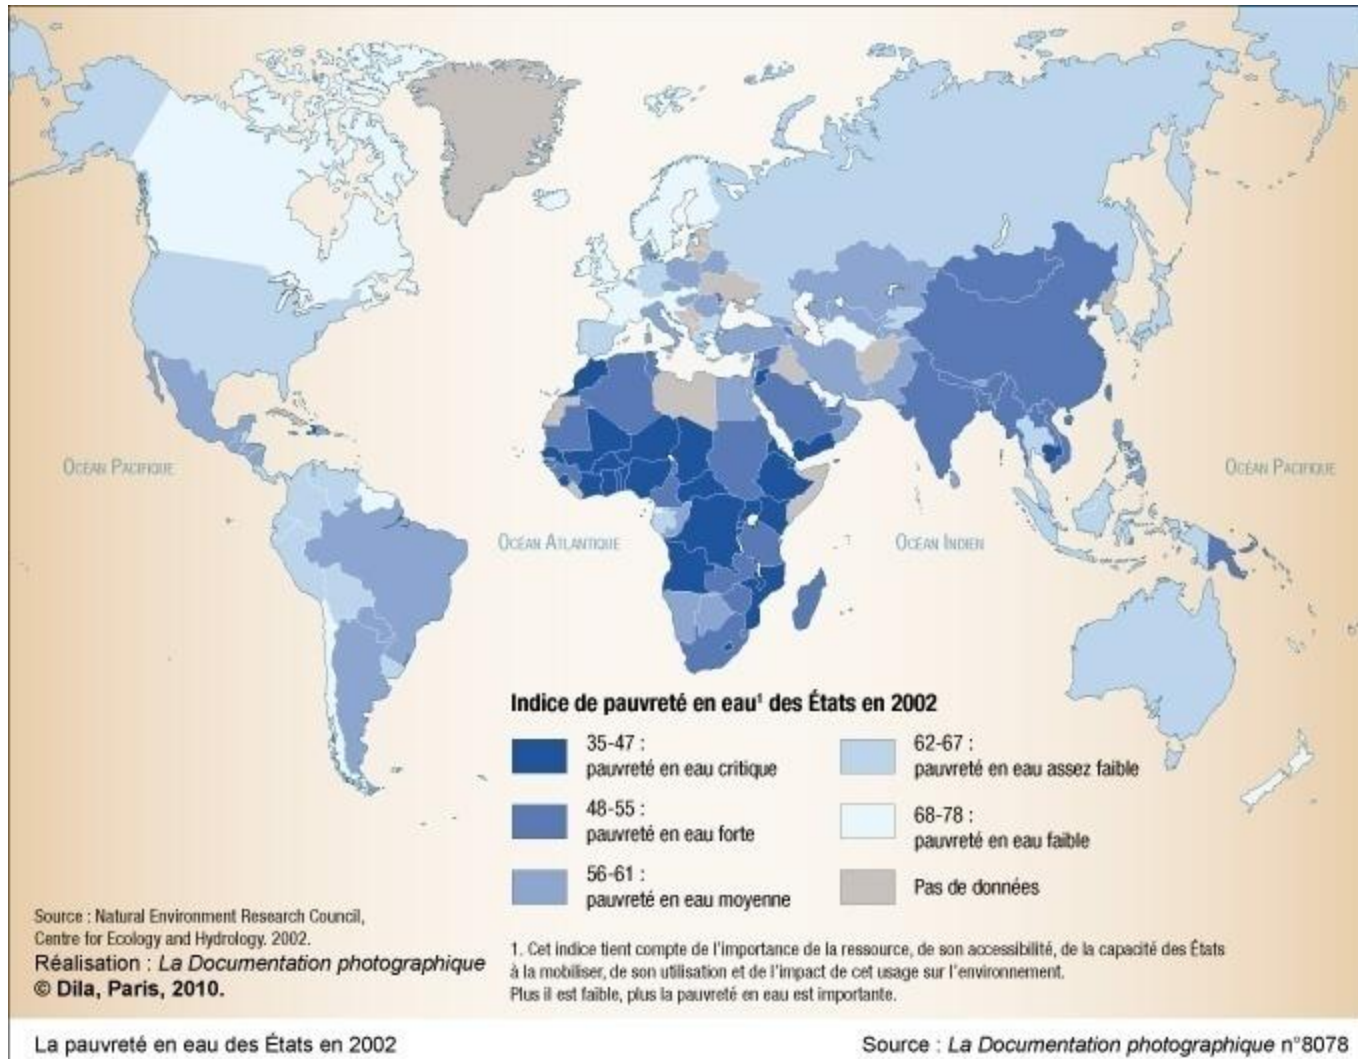 OCÉAN PACIFIQUE
OCÉAN PACIFIQUE
OCÉAN ATLANTIQUE
OCÉAN INDIEN
Indice de pauvreté en eau¹ des États en 2002
35-47 :
pauvreté en eau critique
48-55 :
pauvreté en eau forte
56-61 :
pauvreté en eau moyenne
62-67 :
pauvreté en eau assez faible
68-78 :
pauvreté en eau faible
Pas de données
Source : Natural Environment Research Council,
Centre for Ecology and Hydrology. 2002.
Réalisation : La Documentation photographique
© Dila, Paris, 2010.
1. Cet indice tient compte de l'importance de la ressource, de son accessibilité, de la capacité des États
à la mobiliser, de son utilisation et de l'impact de cet usage sur l'environnement.
Plus il est faible, plus la pauvreté en eau est importante.
La pauvreté en eau des États en 2002
Source : La Documentation photographique n°8078